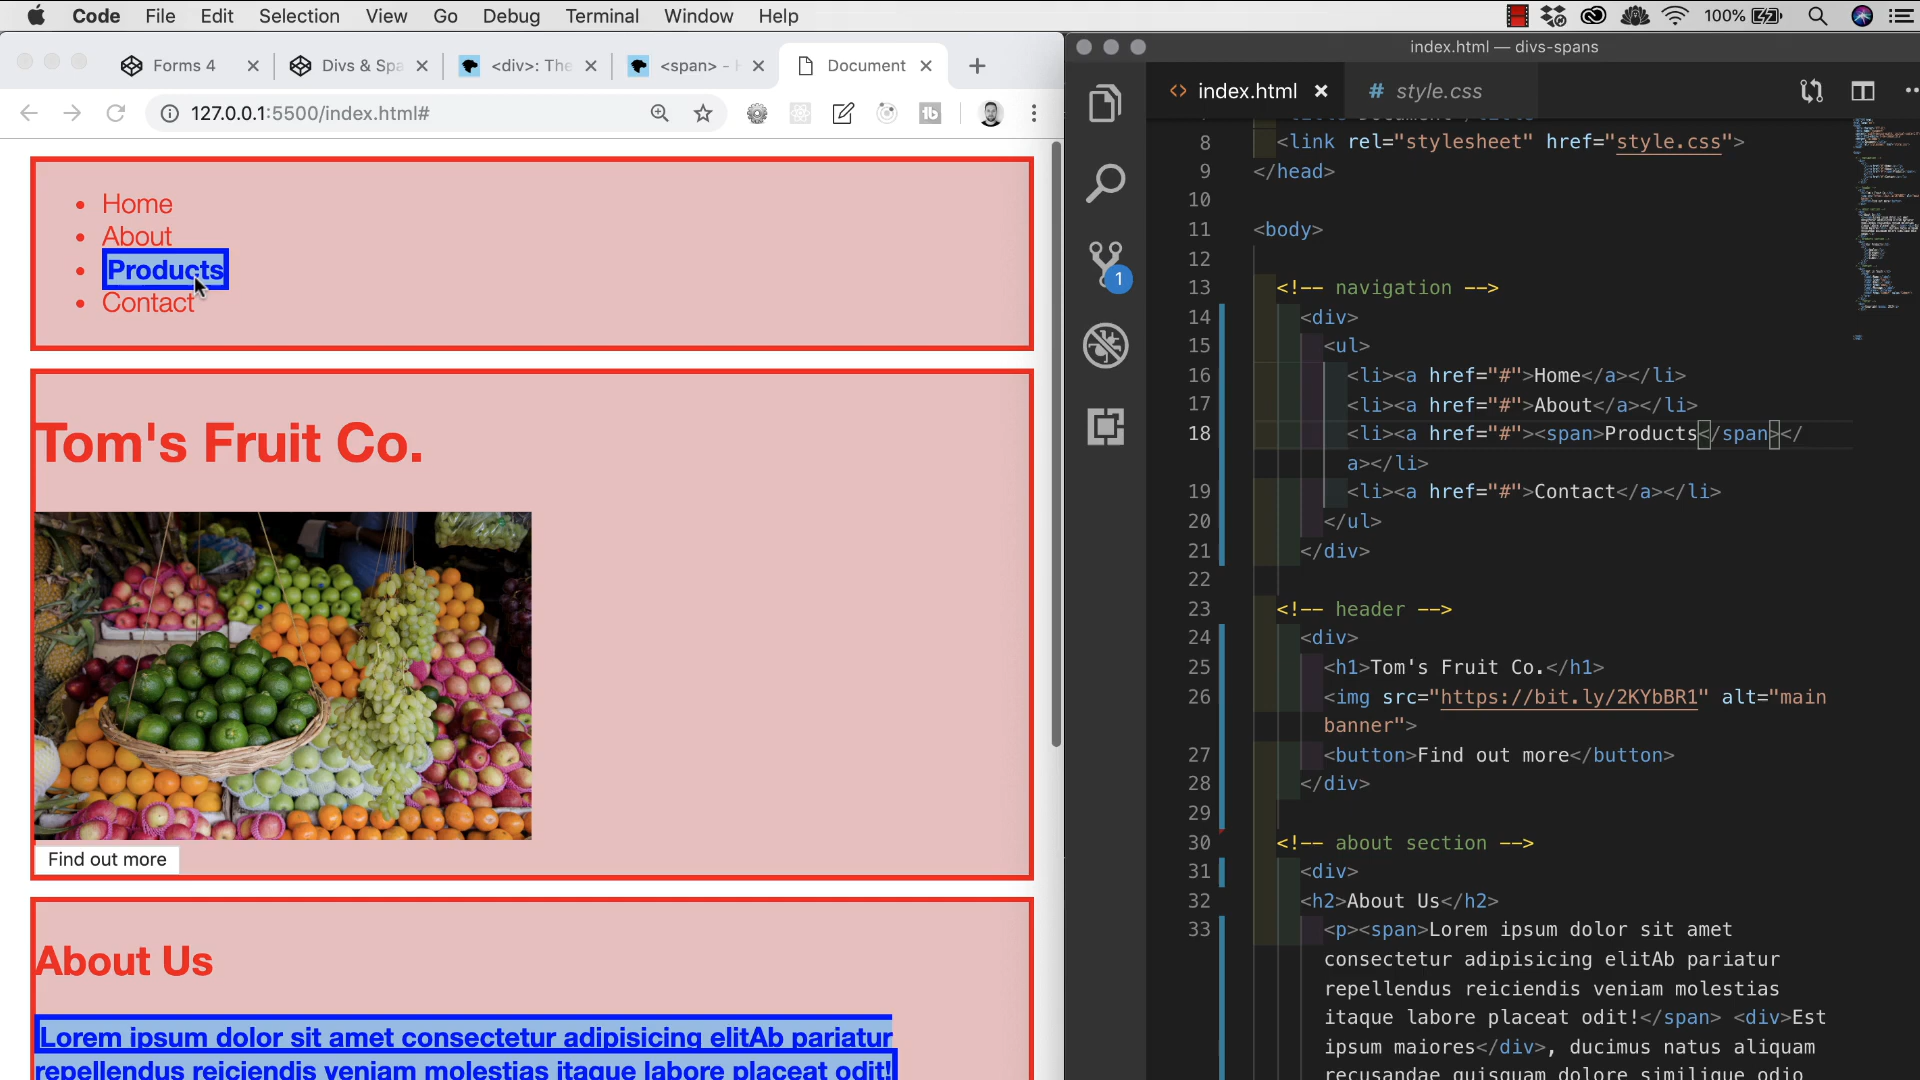 Code File Edit Selection View Go Debug Terminal Window Help 100%
Forms 4 Divs & Spa <div>: The <span> - Document
127.0.0.1:5500/index.html#
Home
About
Products
Contact
Tom's Fruit Co.
Find out more
About Us
Lorem ipsum dolor sit amet consectetur adipisicing elitAb pariatur
repellendus reiciendis veniam molestias itaque labore placeat odit!
index.html — divs-spans
index.html style.css
1
8 <link rel="stylesheet" href="style.css">
9 </head>
10
11 <body>
12
13 <!-- navigation -->
14 <div>
15 <ul>
16 <li><a href="#">Home</a></li>
17 <li><a href="#">About</a></li>
18 <li><a href="#"><span>Products</span></
a></li>
19 <li><a href="#">Contact</a></li>
20 </ul>
21 </div>
22
23 <!-- header -->
24 <div>
25 <h1>Tom's Fruit Co.</h1>
26 <img src="https://bit.ly/2KYbBR1" alt="main
banner">
27 <button>Find out more</button>
28 </div>
29
30 <!-- about section -->
31 <div>
32 <h2>About Us</h2>
33 <p><span>Lorem ipsum dolor sit amet
consectetur adipisicing elitAb pariatur
repellendus reiciendis veniam molestias
itaque labore placeat odit!</span> <div>Est
ipsum maiores</div>, ducimus natus aliquam
recusandae quisquam dolore similique odio